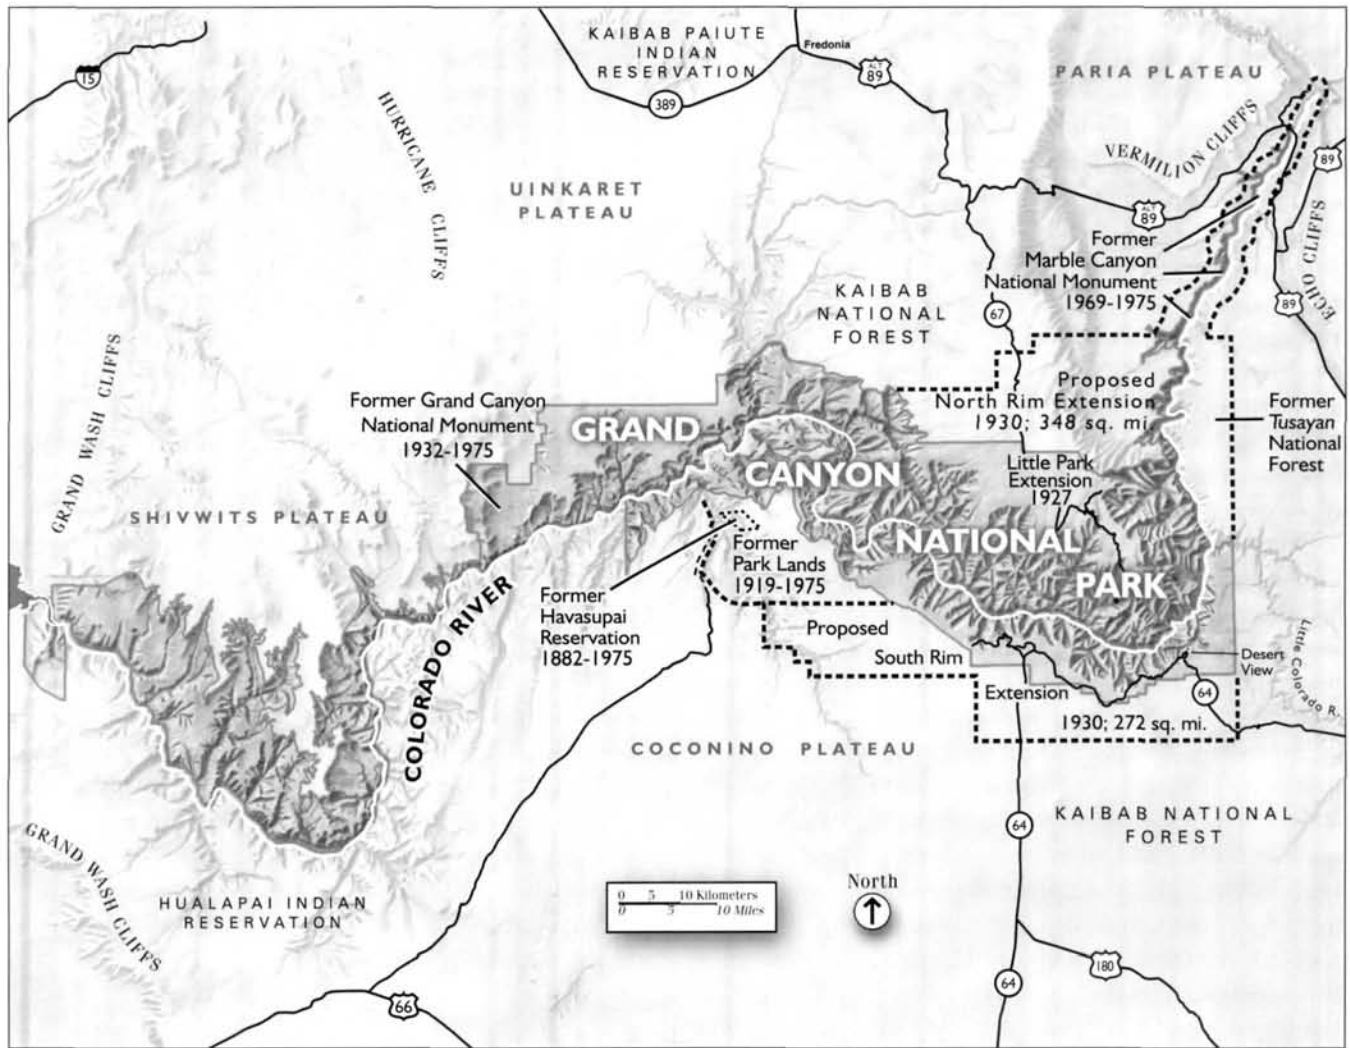 KAIBAB PAIUTE
INDIAN
RESERVATION
Fredonia
ALT
89
15
389
PARIA PLATEAU
HURRICANE CLIFFS
VERMILION CLIFFS
89
UINKARET
PLATEAU
ALT
89
ECHO CLIFFS
Former
Marble Canyon
National Monument
1969-1975
KAIBAB
NATIONAL
FOREST
67
89
GRAND WASH CLIFFS
Proposed
North Rim Extension
1930; 348 sq. mi.
Former Grand Canyon
National Monument
1932-1975
GRAND
CANYON
NATIONAL
PARK
Former
Tusayan
National
Forest
Little Park
Extension
1927
SHIVWITS PLATEAU
Former
Park Lands
1919-1975
COLORADO RIVER
Former
Havasupai
Reservation
1882-1975
Proposed
South Rim
Extension
1930; 272 sq. mi.
Desert
View
Little Colorado R.
64
COCONINO PLATEAU
KAIBAB NATIONAL
FOREST
64
GRAND WASH CLIFFS
HUALAPAI INDIAN
RESERVATION
0 5 10 Kilometers
0 5 10 Miles
North
180
64
66